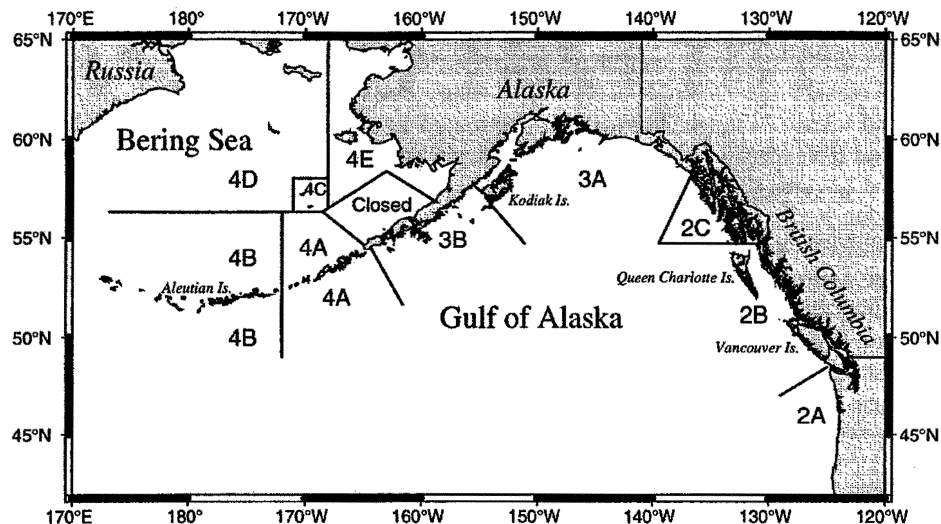 170°E 180° 170°W 160°W 150°W 140°W 130°W 120°W
65°N 65°N
Russia
Alaska
60°N 60°N
Bering Sea
4E
4D
4C
3A
Closed
Kodiak Is.
2C
British Columbia
3B
55°N 55°N
4B
4A
Aleutian Is.
4A
Queen Charlotte Is.
2B
Gulf of Alaska
4B
50°N 50°N
Vancouver Is.
2A
45°N 45°N
170°E 180° 170°W 160°W 150°W 140°W 130°W 120°W